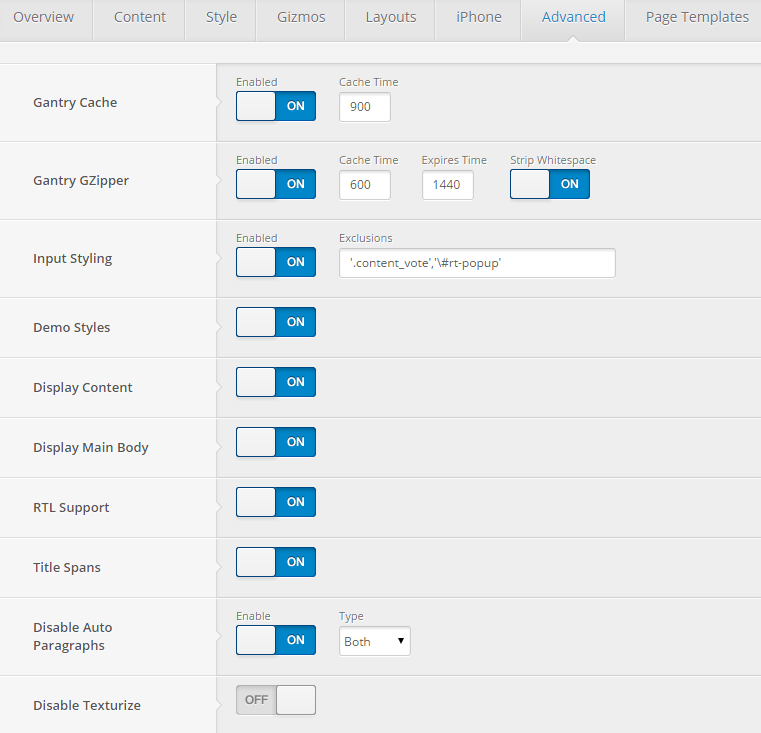 Overview Content Style Gizmos Layouts iPhone Advanced Page Templates
Enabled Cache Time
Gantry Cache ON 900
Enabled Cache Time Expires Time Strip Whitespace
Gantry GZipper ON 600 1440 ON
Enabled Exclusions
Input Styling ON '.content_vote','\#rt-popup'
Demo Styles ON
Display Content ON
Display Main Body ON
RTL Support ON
Title Spans ON
Enable Type
Disable Auto
Paragraphs ON Both
Disable Texturize OFF